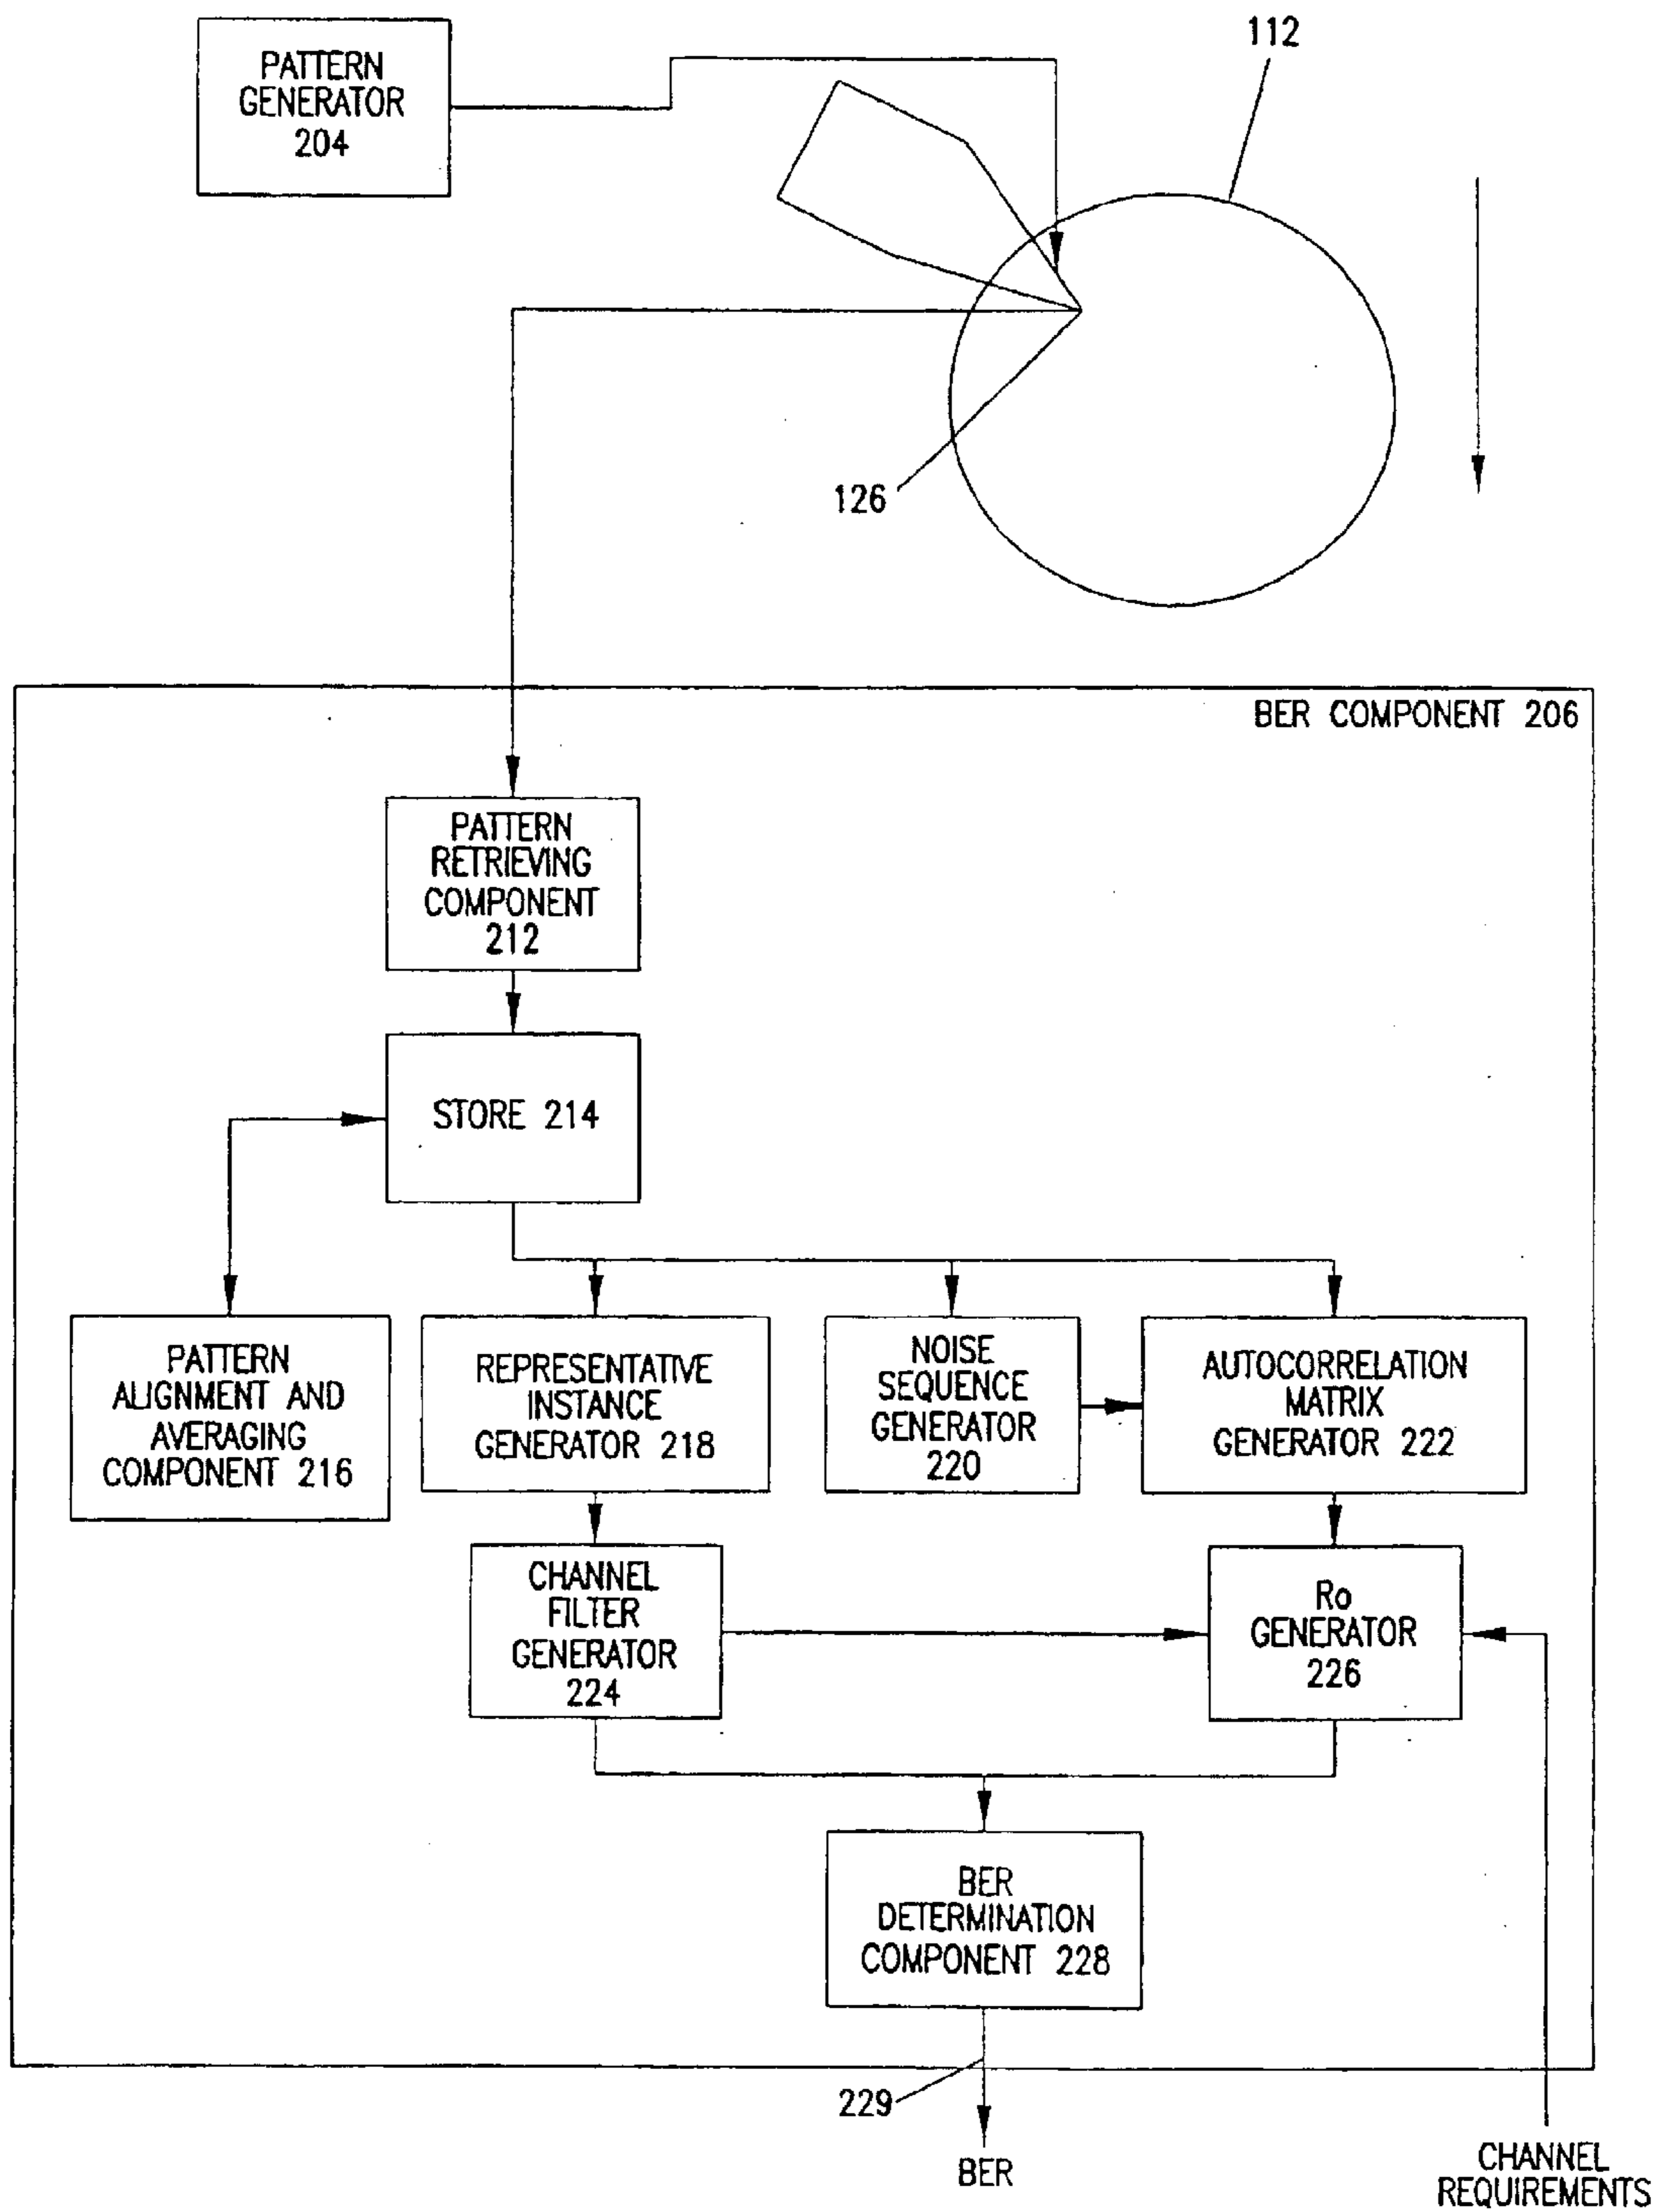 112
PATTERN
GENERATOR
204
126
BER COMPONENT 206
PATTERN
RETRIEVING
COMPONENT
212
STORE 214
PATTERN
ALIGNMENT AND
AVERAGING
COMPONENT 216
REPRESENTATIVE
INSTANCE
GENERATOR 218
NOISE
SEQUENCE
GENERATOR
220
AUTOCORRELATION
MATRIX
GENERATOR 222
CHANNEL
FILTER
GENERATOR
224
Ro
GENERATOR
226
BER
DETERMINATION
COMPONENT 228
229
BER
CHANNEL
REQUIREMENTS